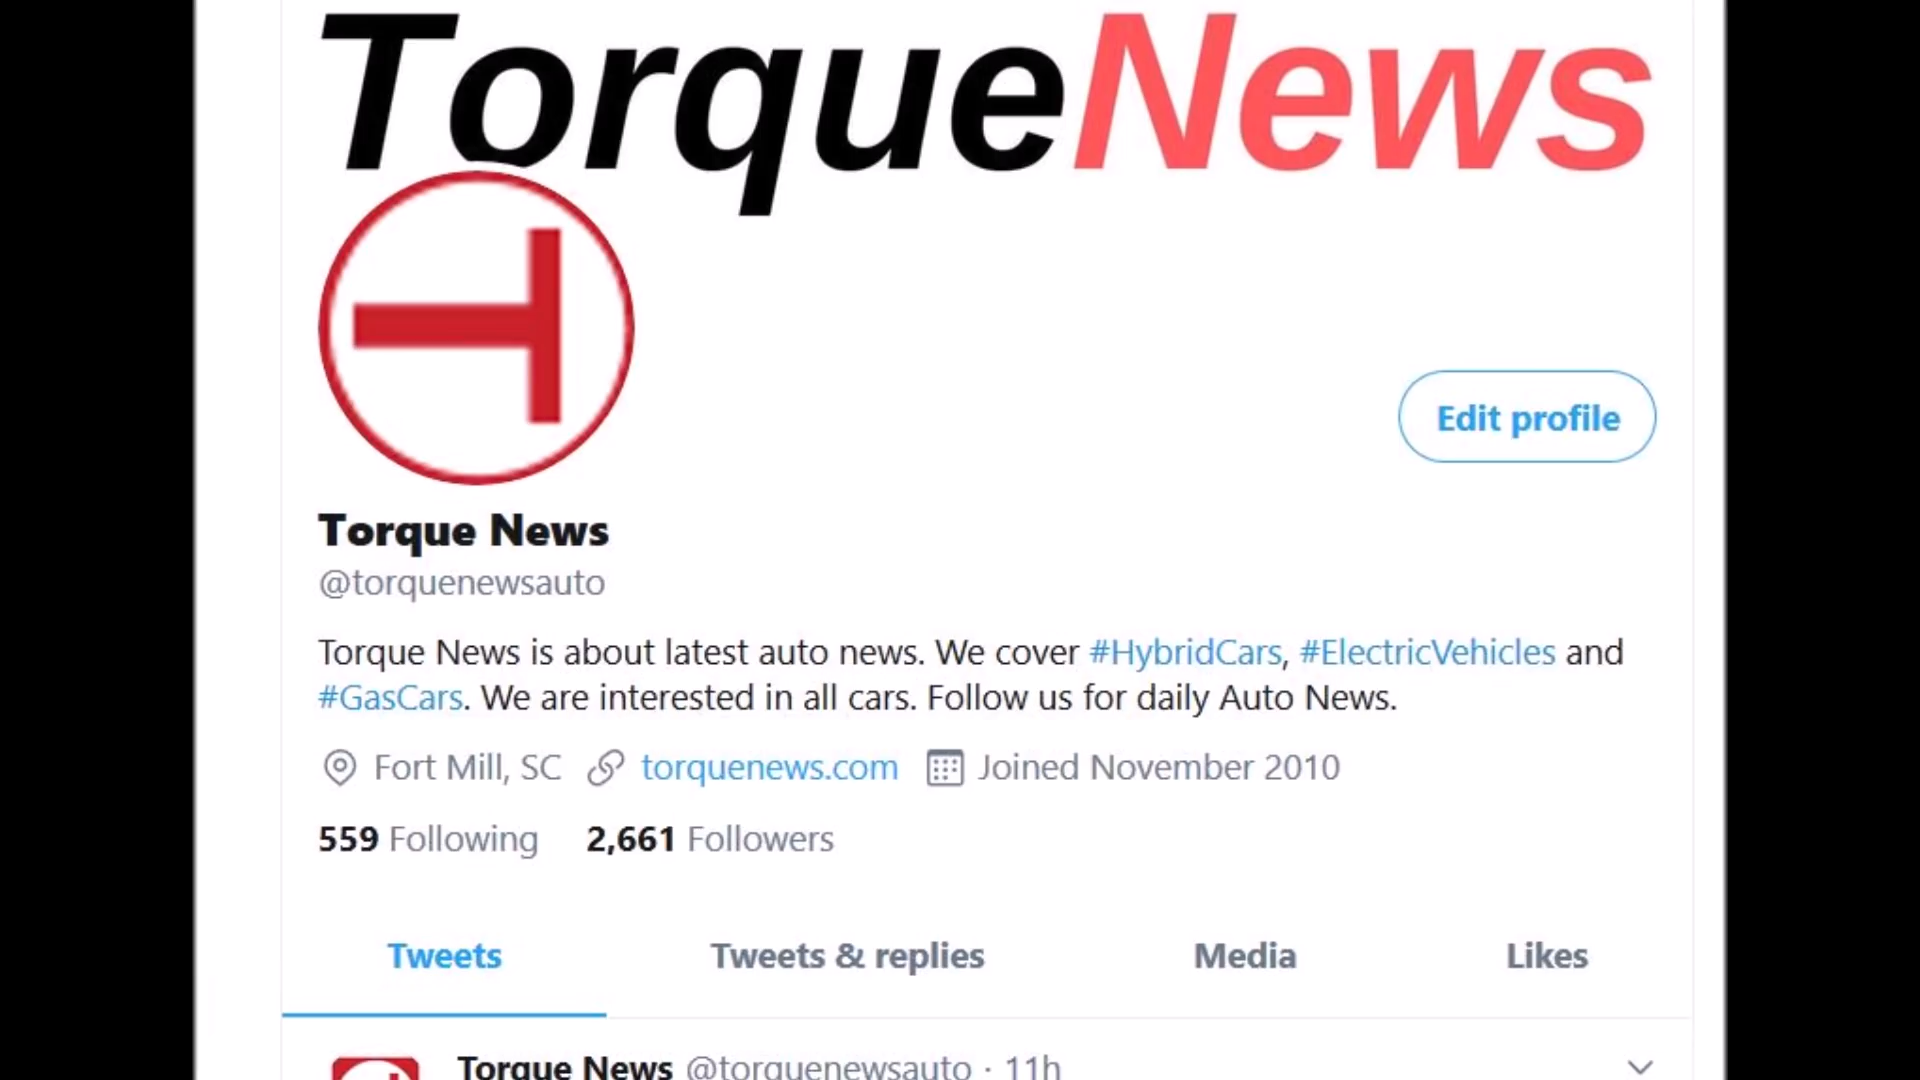 TorqueNews
T
Edit profile
Torque News
@torquenewsauto
Torque News is about latest auto news. We cover #HybridCars, #ElectricVehicles and
#GasCars. We are interested in all cars. Follow us for daily Auto News.
Fort Mill, SC torquenews.com Joined November 2010
559 Following 2,661 Followers
Tweets Tweets & replies Media Likes
Torque News @torquenewsauto · 11h